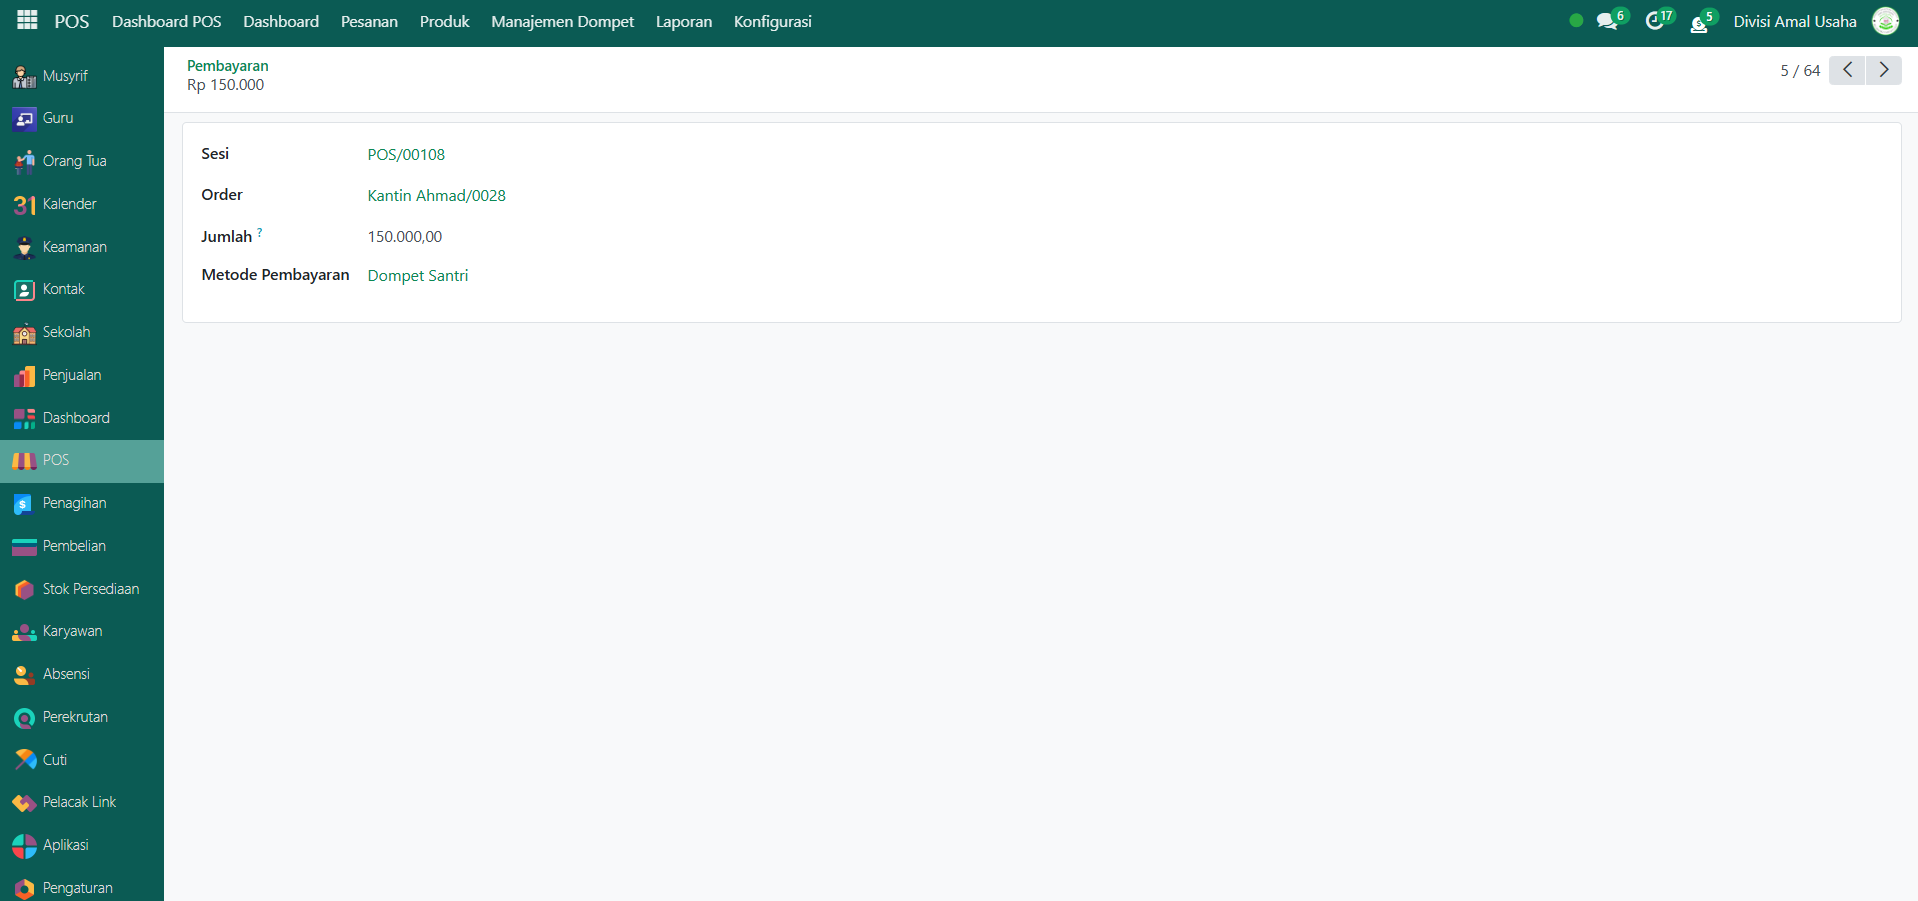 POS Dashboard POS Dashboard Pesanan Produk Manajemen Dompet Laporan Konfigurasi 6 17 5 Divisi Amal Usaha
Musyrif
Guru
Orang Tua
31 Kalender
Keamanan
Kontak
Sekolah
Penjualan
Dashboard
POS
Penagihan
Pembelian
Stok Persediaan
Karyawan
Absensi
Perekrutan
Cuti
Pelacak Link
Aplikasi
Pengaturan
Pembayaran
Rp 150.000
5 / 64
Sesi POS/00108
Order Kantin Ahmad/0028
Jumlah ? 150.000,00
Metode Pembayaran Dompet Santri